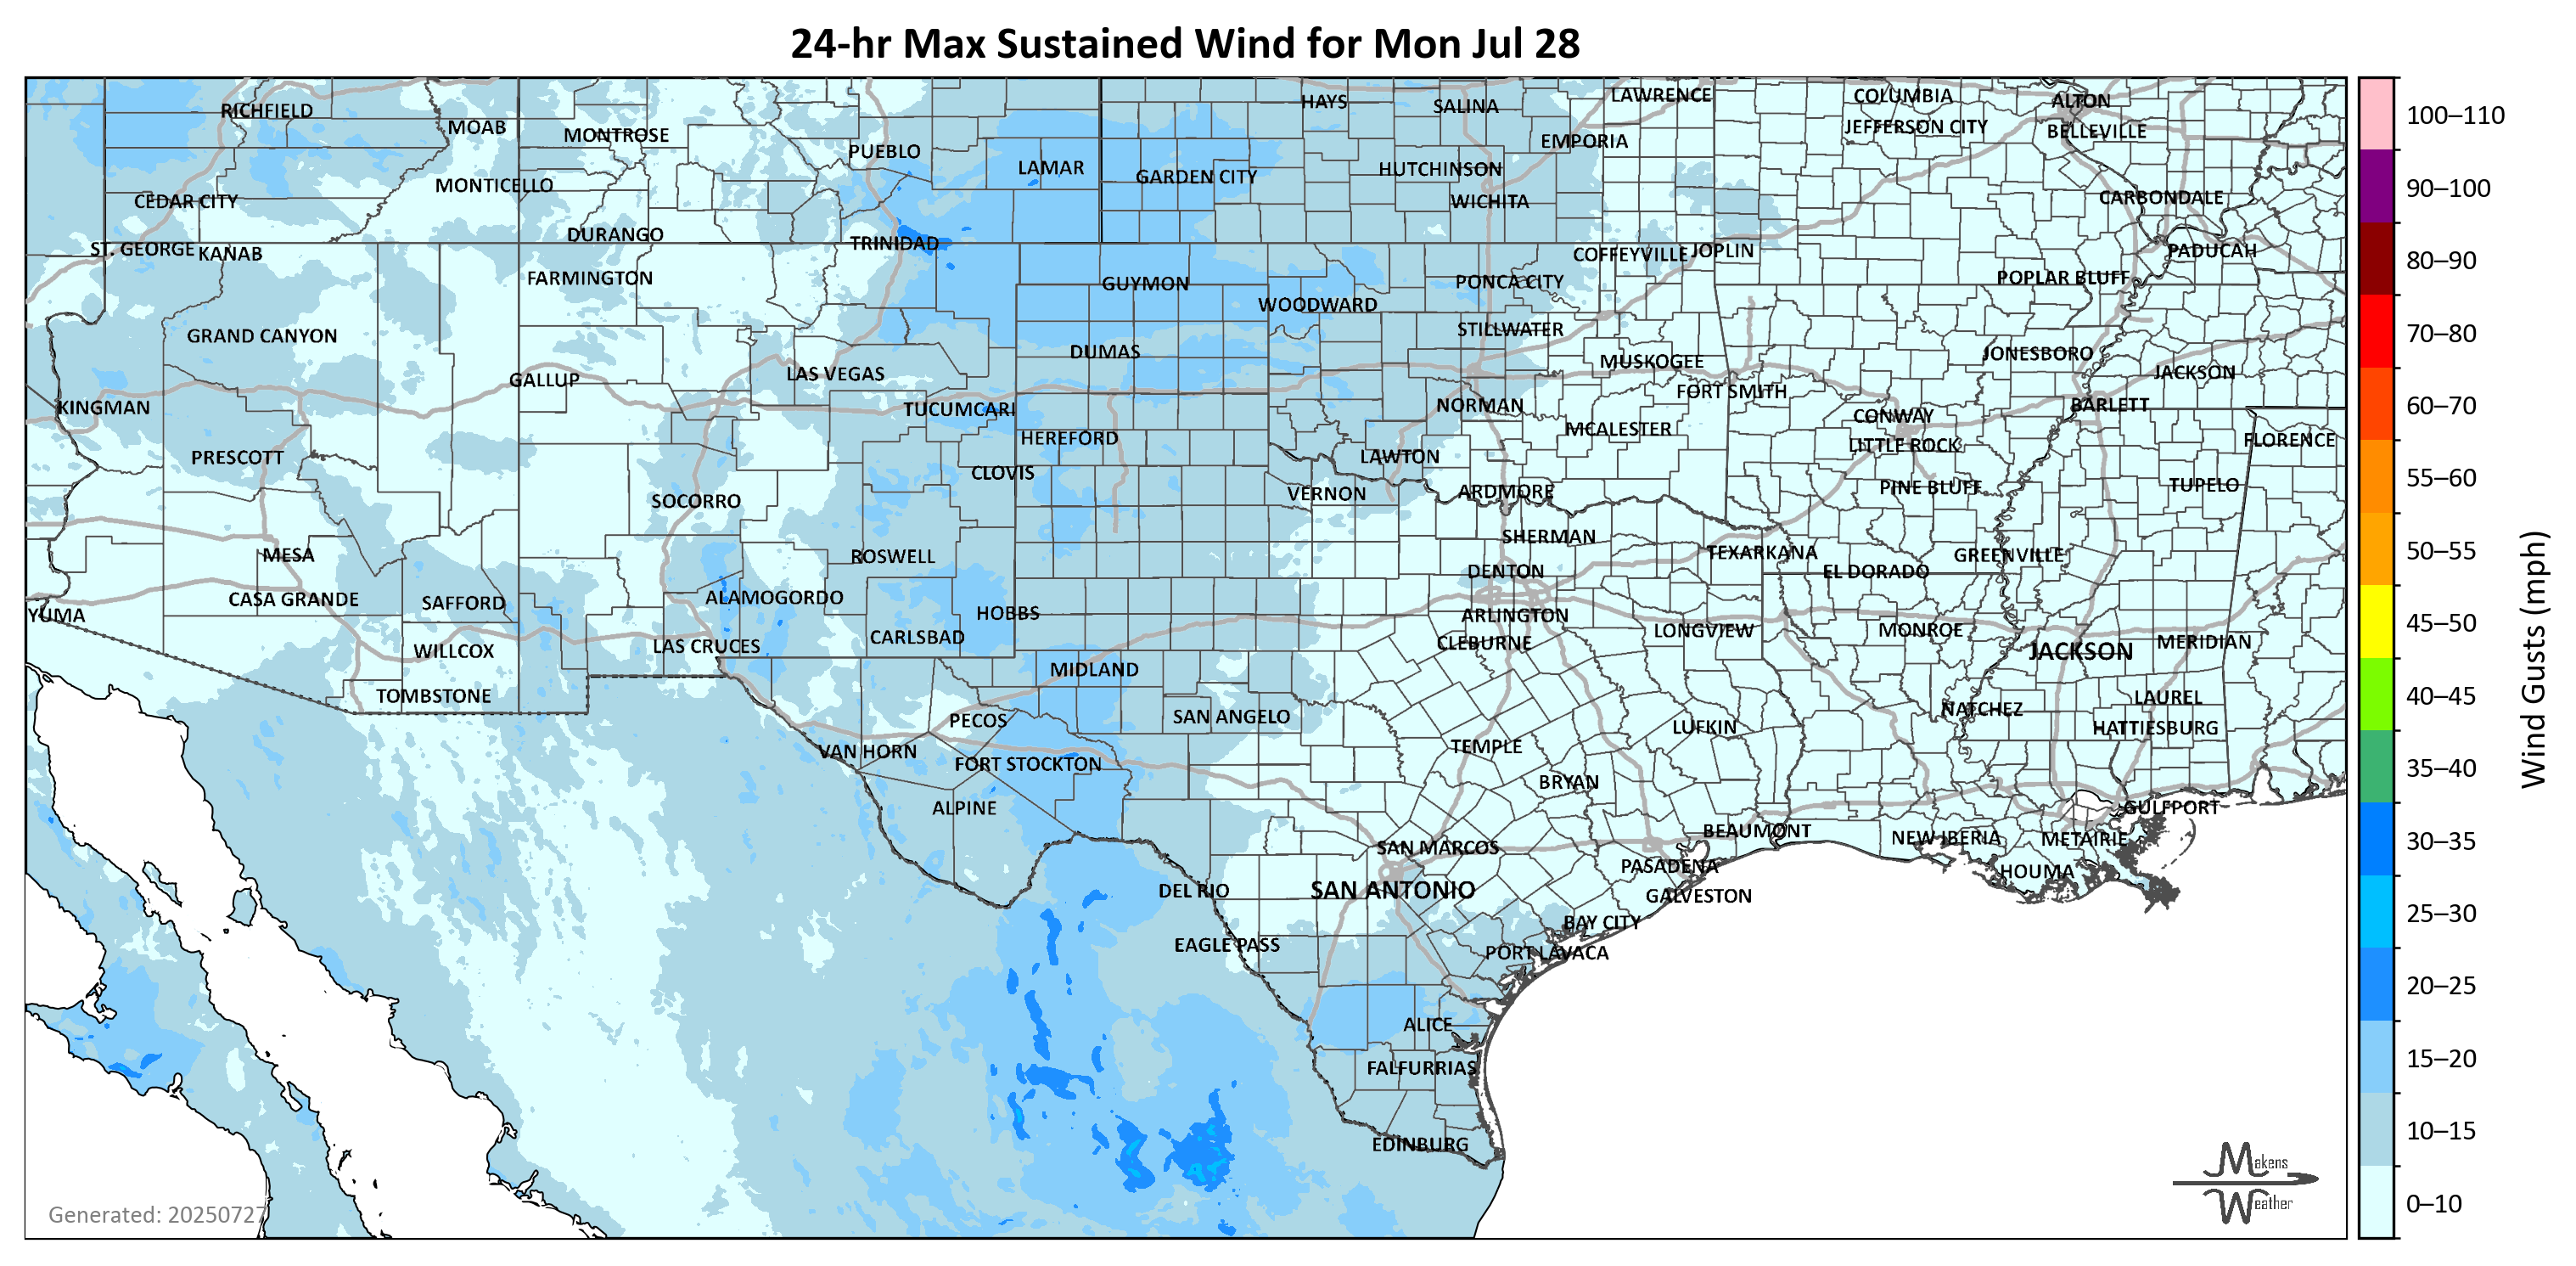 24-hr Max Sustained Wind for Mon Jul 28
RICHFIELD
MOAB
MONTROSE
PUEBLO
LAMAR
GARDEN CITY
HAYS
SALINA
HUTCHINSON
WICHITA
EMPORIA
LAWRENCE
COLUMBIA
JEFFERSON CITY
ALTON
BELLEVILLE
CEDAR CITY
MONTICELLO
CARBONDALE
ST. GEORGE
KANAB
DURANGO
TRINIDAD
COFFEYVILLE
JOPLIN
PADUCAH
FARMINGTON
GUYMON
WOODWARD
PONCA CITY
POPLAR BLUFF
GRAND CANYON
DUMAS
STILLWATER
JONESBORO
GALLUP
LAS VEGAS
MUSKOGEE
JACKSON
KINGMAN
TUCUMCARI
NORMAN
FORT SMITH
CONWAY
BARLETT
HEREFORD
MCALESTER
LITTLE ROCK
FLORENCE
PRESCOTT
CLOVIS
LAWTON
SOCORRO
VERNON
ARDMORE
PINE BLUFF
TUPELO
MESA
ROSWELL
SHERMAN
TEXARKANA
GREENVILLE
CASA GRANDE
SAFFORD
ALAMOGORDO
HOBBS
DENTON
EL DORADO
YUMA
CARLSBAD
ARLINGTON
CLEBURNE
LONGVIEW
MONROE
WILLCOX
LAS CRUCES
MIDLAND
JACKSON
MERIDIAN
TOMBSTONE
PECOS
SAN ANGELO
NATCHEZ
LAUREL
HATTIESBURG
VAN HORN
FORT STOCKTON
TEMPLE
LUFKIN
BRYAN
ALPINE
GULFPORT
SAN MARCOS
BEAUMONT
NEW IBERIA
METAIRIE
DEL RIO
SAN ANTONIO
PASADENA
GALVESTON
HOUMA
EAGLE PASS
BAY CITY
PORT LAVACA
ALICE
FALFURRIAS
EDINBURG
Generated: 20250727
Makens
Weather
100–110
90–100
80–90
70–80
60–70
55–60
50–55
45–50
40–45
35–40
30–35
25–30
20–25
15–20
10–15
0–10
Wind Gusts (mph)